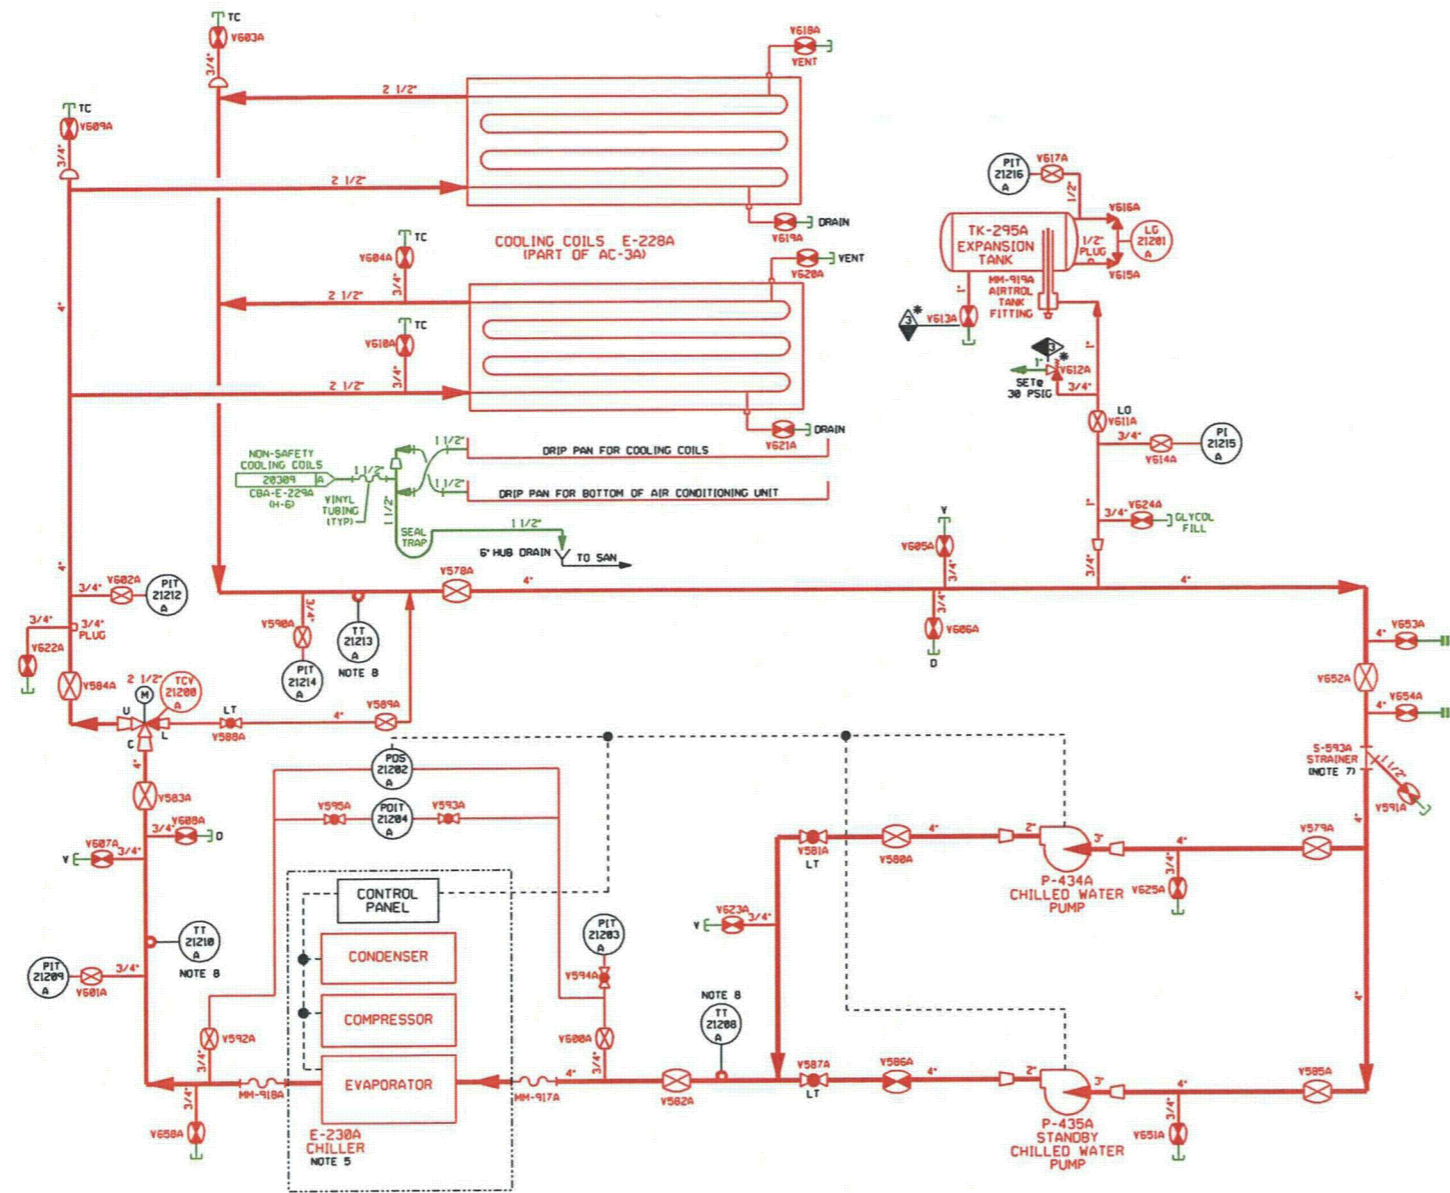 TC
V603A
3/4"
V618A
VENT
2 1/2"
TC
V609A
3/4"
2 1/2"
V619A
DRAIN
COOLING COILS E-228A
(PART OF AC-3A)
TC
V604A
3/4"
V620A
VENT
2 1/2"
4"
TC
V610A
3/4"
2 1/2"
V621A
DRAIN
PIT
21216
A
V617A
1/2"
V616A
TK-295A
EXPANSION
TANK
1/2"
PLUG
LG
21201
A
V615A
MM-919A
AIRTROL
TANK
FITTING
1"
3
*
V613A
3
*
1"
V612A
SET@
30 PSIG
3/4"
1"
LO
V611A
3/4"
V614A
PI
21215
A
1"
3/4"
V624A
GLYCOL
FILL
3/4"
NON-SAFETY
COOLING COILS
20309
A
CBA-E-229A
(H-6)
1 1/2"
VINYL
TUBING
(TYP)
1 1/2"
DRIP PAN FOR COOLING COILS
1 1/2"
DRIP PAN FOR BOTTOM OF AIR CONDITIONING UNIT
1 1/2
SEAL
TRAP
1 1/2"
6" HUB DRAIN
TO SAN
V
V605A
3/4"
4"
V602A
3/4"
PIT
21212
A
V578A
4"
4"
3/4"
3/4"
PLUG
V622A
3/4"
V590A
PIT
21214
A
TT
21213
A
NOTE 8
3/4"
V606A
D
V584A
2 1/2"
M
TCV
21200
A
U
L
C
LT
V588A
4"
V589A
4"
V653A
V652A
V654A
4"
S-593A
STRAINER
(NOTE 7)
1 1/2"
V591A
4"
V583A
PDS
21202
A
V595A
PDIT
21204
A
V593A
V608A
3/4"
D
V607A
V
3/4"
V581A
LT
V580A
4"
2"
3"
4"
V579A
4"
P-434A
CHILLED WATER
PUMP
V625A
3/4"
CONTROL
PANEL
CONDENSER
COMPRESSOR
EVAPORATOR
E-230A
CHILLER
NOTE 5
TT
21210
A
NOTE 8
PIT
21209
A
V601A
3/4"
V592A
3/4"
MM-918A
3/4"
V658A
PIT
21203
A
V594A
V600A
3/4"
4"
MM-917A
V623A
3/4"
V
NOTE 8
TT
21208
A
V582A
V587A
LT
V586A
4"
2"
3"
4"
V585A
4"
P-435A
STANDBY
CHILLED WATER
PUMP
3/4"
V651A